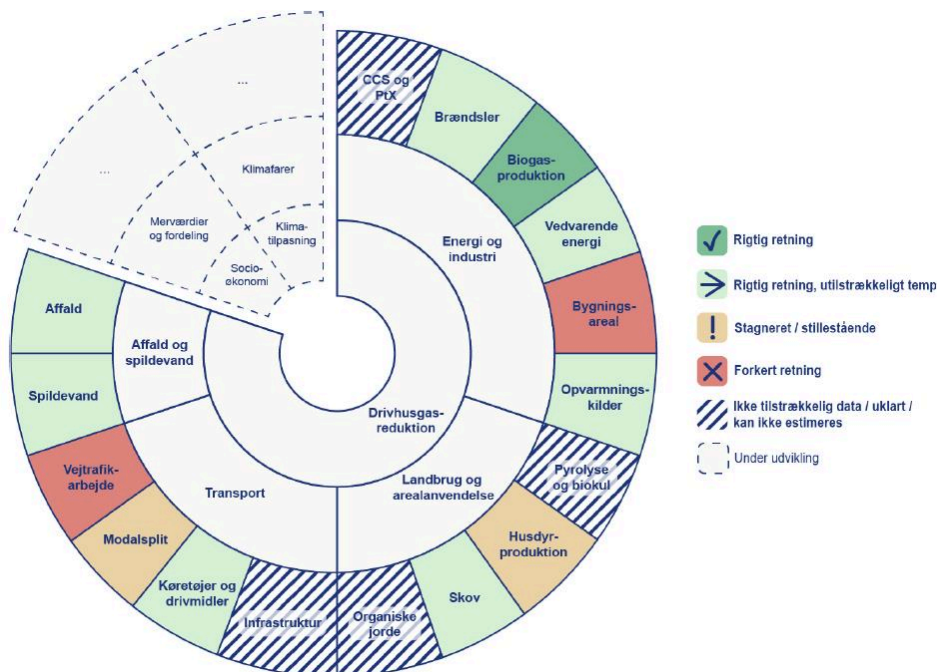 ...
...
Klimafarer
Merværdier
og fordeling
Klima-
tilpasning
Socio-
økonomi
CCS og
PtX
Brændsler
Biogas-
produktion
Vedvarende
energi
Bygnings-
areal
Opvarmnings-
kilder
Energi og
industri
Drivhusgas-
reduktion
Pyrolyse
og biokul
Husdyr-
produktion
Skov
Organiske
jorde
Landbrug og
arealanvendelse
Infrastruktur
Køretøjer og
drivmidler
Modalsplit
Vejtrafik-
arbejde
Transport
Spildevand
Affald
Affald og
spildevand
Rigtig retning
Rigtig retning, utilstrækkeligt temp
Stagneret / stillestående
Forkert retning
Ikke tilstrækkelig data / uklart /
kan ikke estimeres
Under udvikling